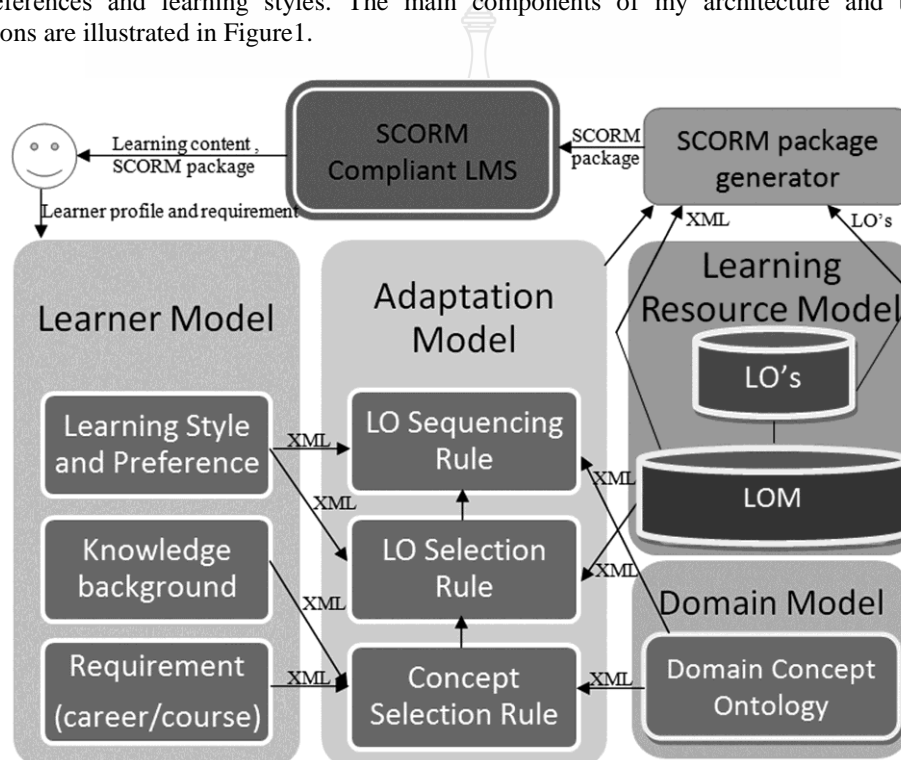 references and learning styles. The main components of my architecture and t
ons are illustrated in Figure1.
SCORM
Compliant LMS
Learning content ,
SCORM package
SCORM
package
SCORM package
generator
Learner profile and requirement
XML
LO's
Learner Model
Learning Style
and Preference
Knowledge
background
Requirement
(career/course)
XML
XML
XML
XML
Adaptation
Model
LO Sequencing
Rule
LO Selection
Rule
Concept
Selection Rule
XML
XML
XML
Learning
Resource Model
LO's
LOM
Domain Model
Domain Concept
Ontology